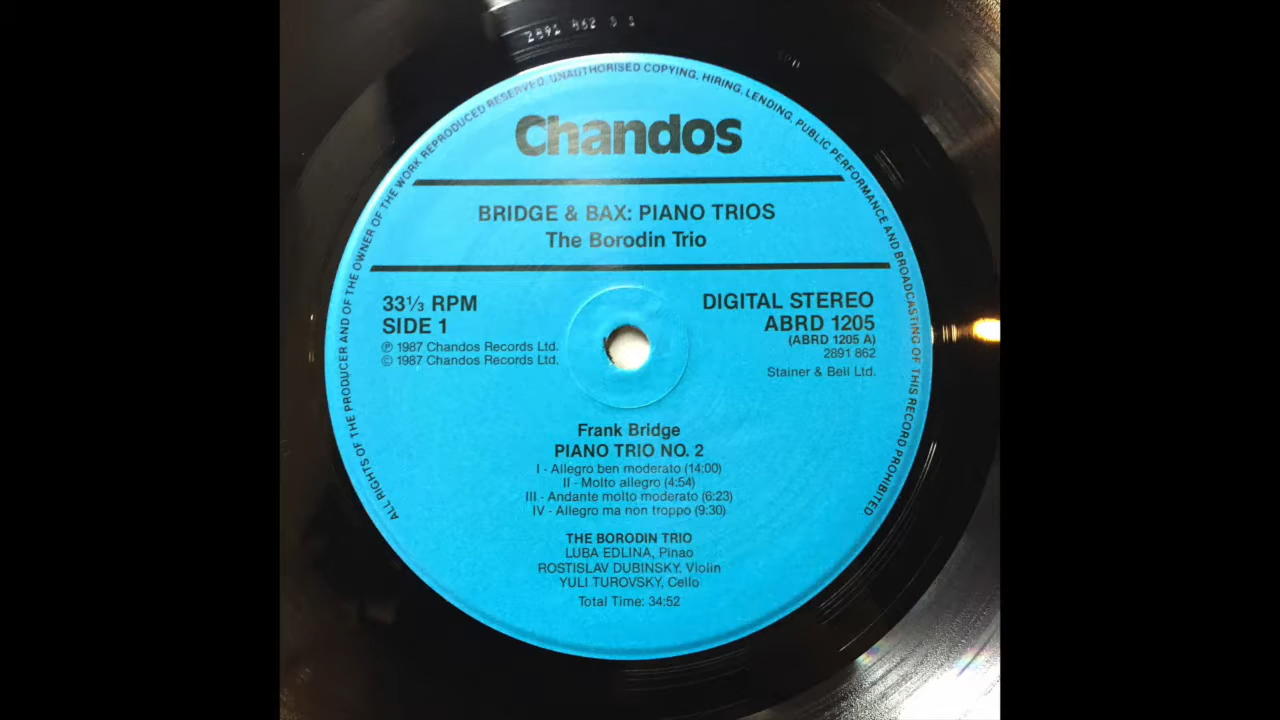 2891 862 3 1
ALL RIGHTS OF THE PRODUCER AND OF THE OWNER OF THE WORK REPRODUCED RESERVED. UNAUTHORISED COPYING, HIRING, LENDING, PUBLIC PERFORMANCE AND BROADCASTING OF THIS RECORD PROHIBITED
Chandos
BRIDGE & BAX: PIANO TRIOS
The Borodin Trio
33⅓ RPM
SIDE 1
Ⓟ 1987 Chandos Records Ltd.
© 1987 Chandos Records Ltd.
DIGITAL STEREO
ABRD 1205
(ABRD 1205 A)
2891 862
Stainer & Bell Ltd.
Frank Bridge
PIANO TRIO NO. 2
I - Allegro ben moderato (14:00)
II - Molto allegro (4:54)
III - Andante molto moderato (6:23)
IV - Allegro ma non troppo (9:30)
THE BORODIN TRIO
LUBA EDLINA, Pinao
ROSTISLAV DUBINSKY. Violin
YULI TUROVSKY, Cello
Total Time: 34:52